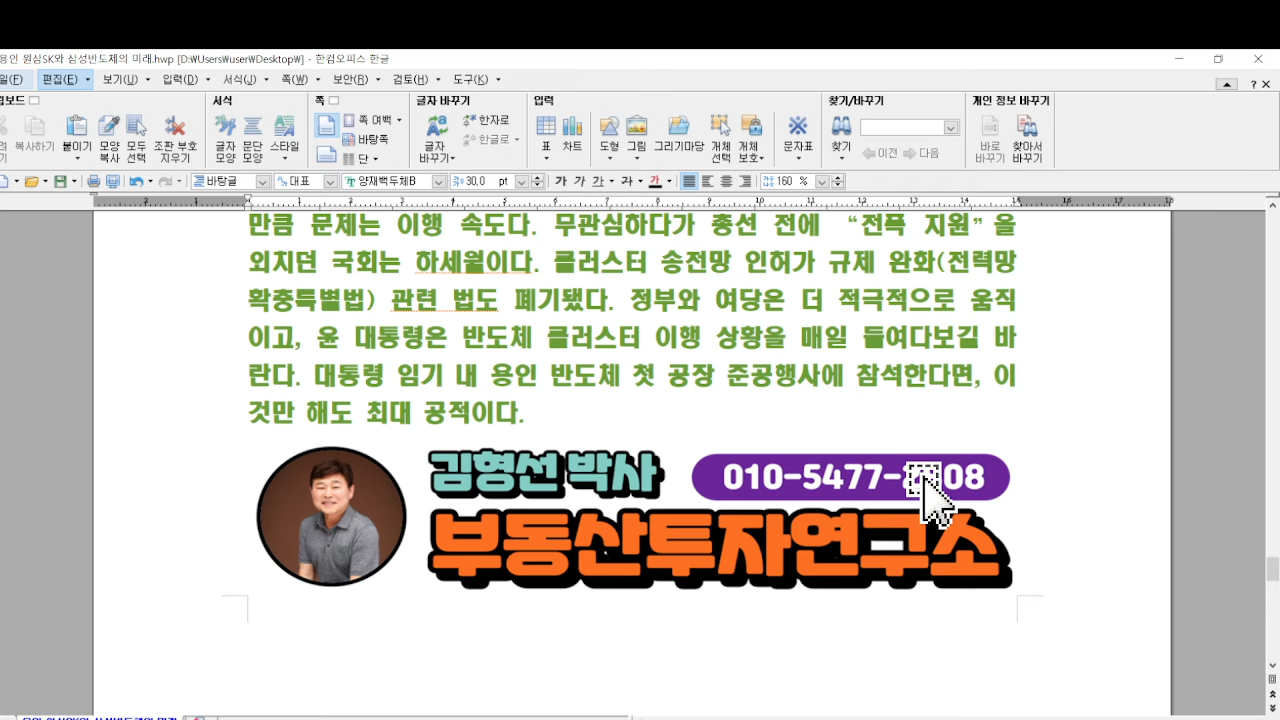 용인 원삼SK와 삼성반도체의 미래.hwp [D:\Users\user\Desktop\] - 한컴오피스 한글
편집(E) 보기(U) 입력(D) 서식(J) 쪽(W) 보안(R) 검토(H) 도구(K)
서식 쪽 글자 바꾸기 입력 찾기/바꾸기 개인 정보 바꾸기
복사하기 붙이기 모양 복사 모두 선택 조판 부호 지우기 글자 모양 문단 모양 스타일 쪽 여백 바탕쪽 단 글자 바꾸기 한자로 한글로 표 차트 도형 그림 그리기마당 개체 선택 개체 보호 문자표 찾기 이전 다음 바로 바꾸기 찾아서 바꾸기
바탕글 대표 양재백두체B 30,0 pt 가 가 가 가 가 160 %
만큼 문제는 이행 속도다. 무관심하다가 총선 전에 “전폭 지원”을
외치던 국회는 하세월이다. 클러스터 송전망 인허가 규제 완화(전력망
확충특별법) 관련 법도 폐기됐다. 정부와 여당은 더 적극적으로 움직
이고, 윤 대통령은 반도체 클러스터 이행 상황을 매일 들여다보길 바
란다. 대통령 임기 내 용인 반도체 첫 공장 준공행사에 참석한다면, 이
것만 해도 최대 공적이다.
김형선 박사 010-5477-
부동산투자연구소